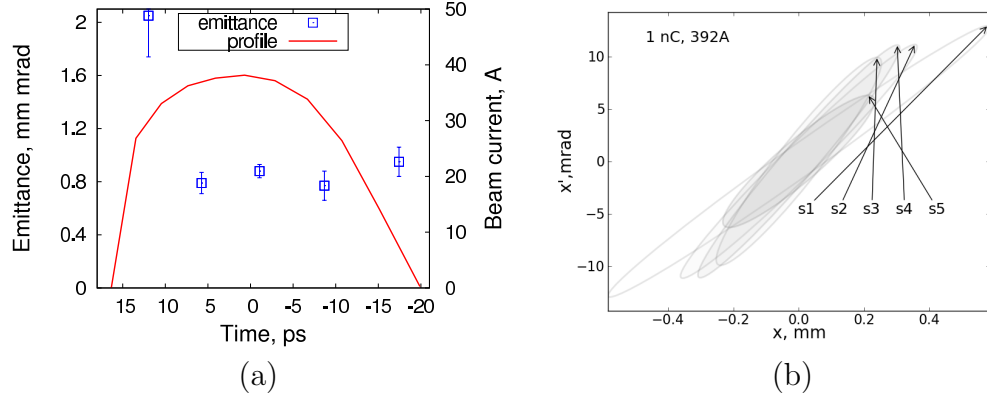 emittance
profile
Emittance, mm mrad
2
1.6
1.2
0.8
0.4
0
50
40
30
20
10
0
Beam current, A
15 10 5 0 -5 -10 -15 -20
Time, ps
(a)
1 nC, 392A
x',mrad
10
5
0
−5
−10
s1 s2 s3 s4 s5
−0.4 −0.2 0.0 0.2 0.4
x, mm
(b)